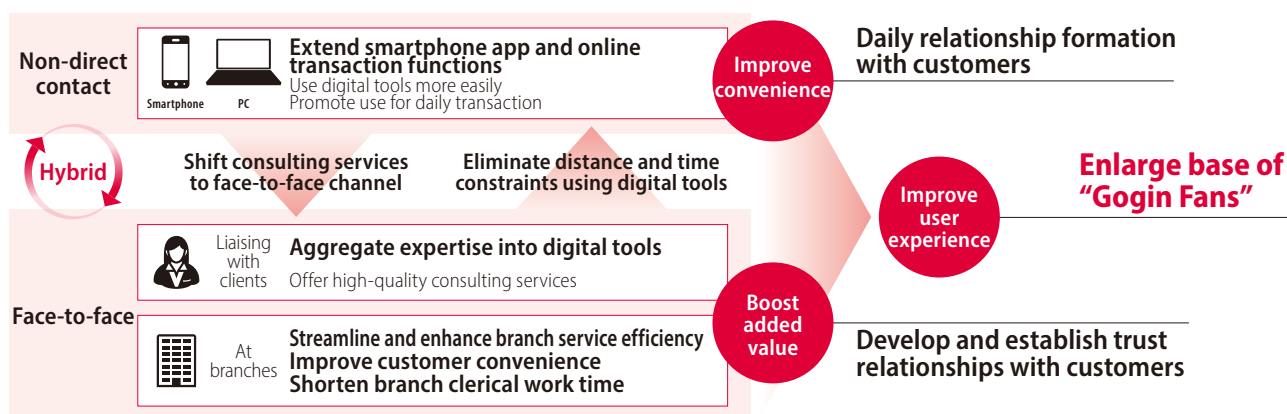 Non-direct
contact
Smartphone
PC
Extend smartphone app and online
transaction functions
Use digital tools more easily
Promote use for daily transaction
Improve
convenience
Daily relationship formation
with customers
Hybrid
Shift consulting services
to face-to-face channel
Eliminate distance and time
constraints using digital tools
Improve
user
experience
Enlarge base of
“Gogin Fans”
Face-to-face
Liaising
with
clients
Aggregate expertise into digital tools
Offer high-quality consulting services
At
branches
Streamline and enhance branch service efficiency
Improve customer convenience
Shorten branch clerical work time
Boost
added
value
Develop and establish trust
relationships with customers